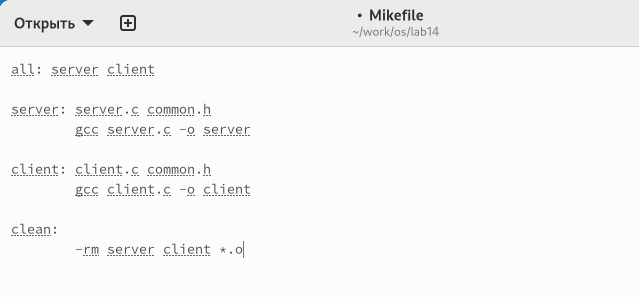 Открыть
• Mikefile
~/work/os/lab14
all: server client
server: server.c common.h
gcc server.c -o server
client: client.c common.h
gcc client.c -o client
clean:
-rm server client *.o